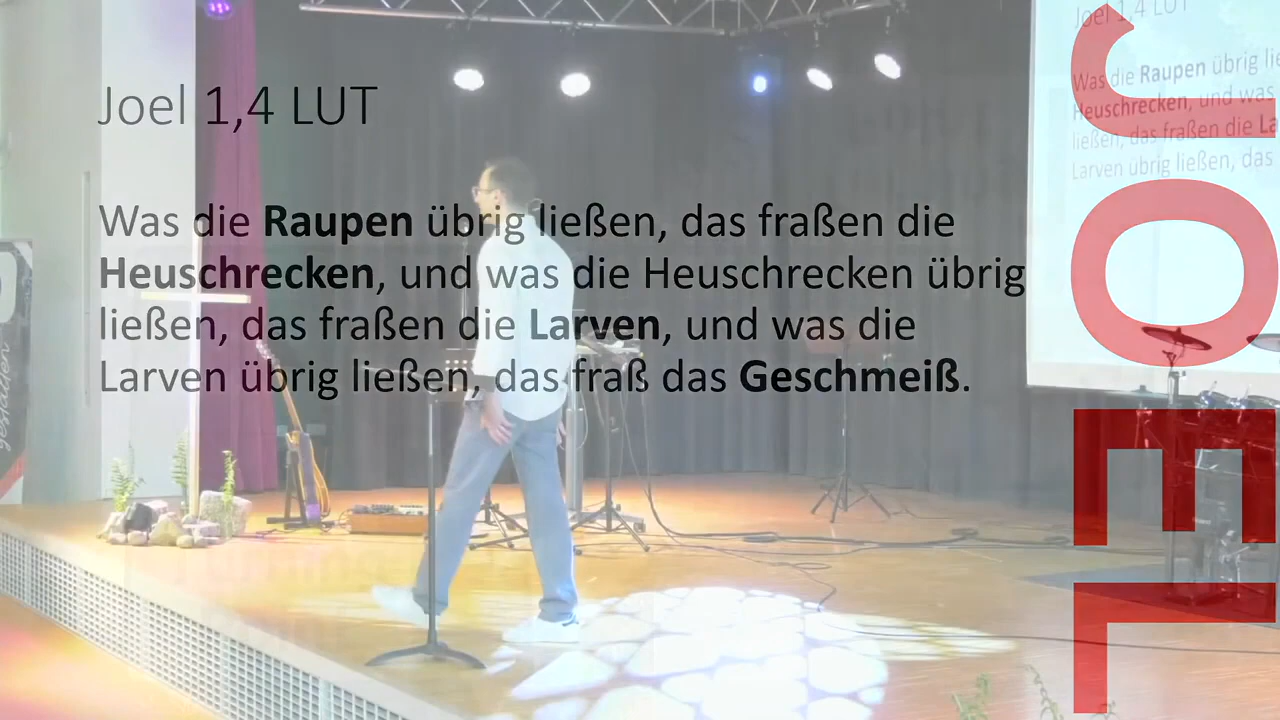 Joel 1,4 LUT
Was die Raupen übrig ließen, das fraßen die
Heuschrecken, und was die Heuschrecken übrig
ließen, das fraßen die Larven, und was die
Larven übrig ließen, das fraß das Geschmeiß.
JOEL
Joel 1,4 LUT
Was die Raupen übrig
Heuschrecken, und was
ließen, das fraßen die
Larven übrig ließen, das
gestalten